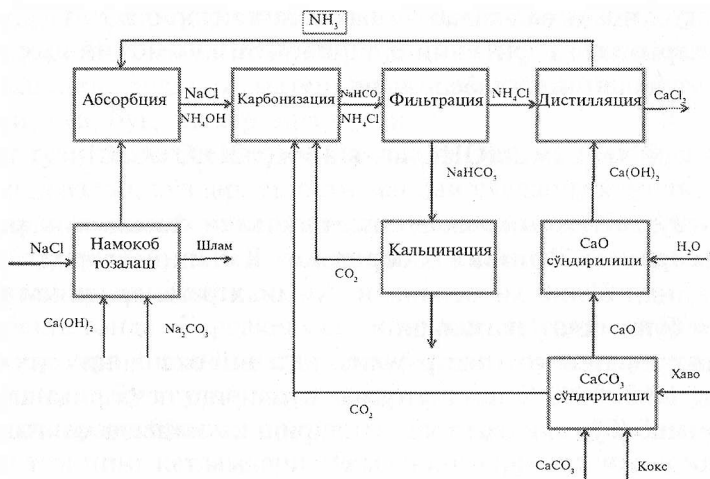 NH₃
Абсорбция
NaCl
NH₄OH
Карбонизация
NaHCO₃
NH₄Cl
Фильтрация
NH₄Cl
Дистилляция
CaCl₂
NaHCO₃
Ca(OH)₂
NaCl
Намокоб
тозалаш
Шлам
Кальцинация
CaO
сўндирилиши
H₂O
CO₂
Ca(OH)₂
Na₂CO₃
CaO
CaCO₃
сўндирилиши
Ҳаво
CO₂
CaCO₃
Кокс